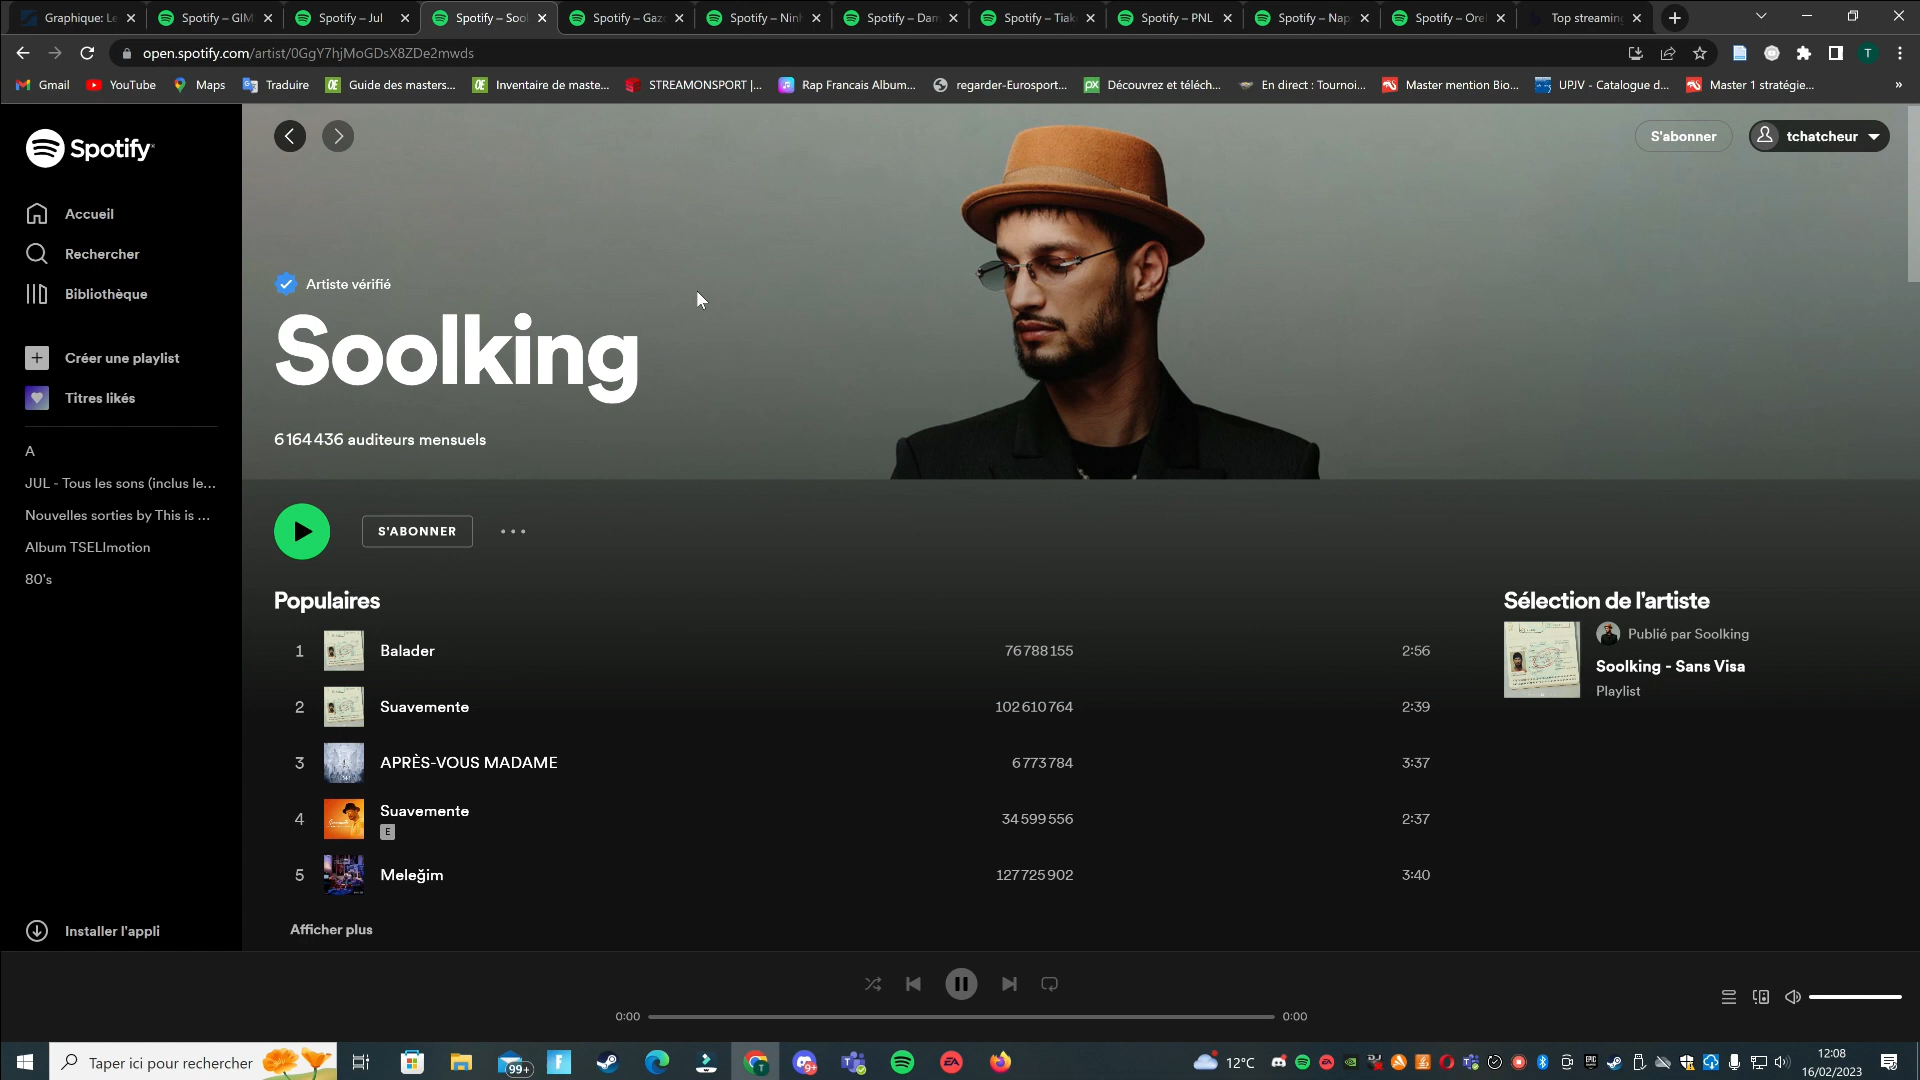 Graphique: Le
Spotify – GIM
Spotify – Jul
Spotify – Sool
Spotify – Gazo
Spotify – Ninh
Spotify – Dam
Spotify – Tiak
Spotify – PNL
Spotify – Nap
Spotify – Orel
Top streaming
open.spotify.com/artist/0GgY7hjMoGDsX8ZDe2mwds
T
Gmail
YouTube
Maps
Traduire
Guide des masters...
Inventaire de maste...
STREAMONSPORT |...
Rap Francais Album...
regarder-Eurosport...
Découvrez et téléch...
En direct : Tournoi...
Master mention Bio...
UPJV - Catalogue d...
Master 1 stratégie...
»
Spotify
S'abonner
tchatcheur
Accueil
Rechercher
Bibliothèque
Créer une playlist
Titres likés
A
JUL - Tous les sons (inclus le...
Nouvelles sorties by This is ...
Album TSELImotion
80's
Installer l'appli
Artiste vérifié
Soolking
6 164 436 auditeurs mensuels
S'ABONNER
Populaires
1 Balader 76 788 155 2:56
2 Suavemente 102 610 764 2:39
3 APRÈS-VOUS MADAME 6 773 784 3:37
4 Suavemente 34 599 556 2:37
E
5 Meleğim 127 725 902 3:40
Afficher plus
Sélection de l'artiste
Publié par Soolking
Soolking - Sans Visa
Playlist
0:00
0:00
Taper ici pour rechercher
99+
12°C
12:08
16/02/2023